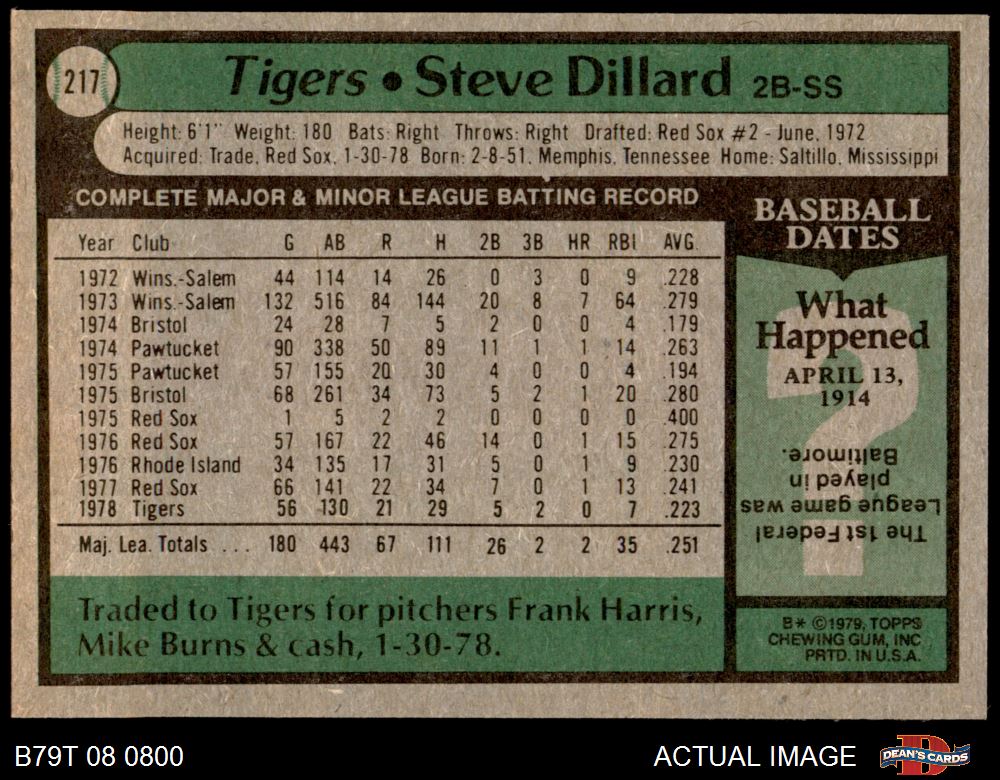 217
Tigers • Steve Dillard 2B-SS
Height: 6'1" Weight: 180 Bats: Right Throws: Right Drafted: Red Sox #2 - June, 1972
Acquired: Trade, Red Sox, 1-30-78 Born: 2-8-51, Memphis, Tennessee Home: Saltillo, Mississippi
COMPLETE MAJOR & MINOR LEAGUE BATTING RECORD
Year Club G AB R H 2B 3B HR RBI AVG.
1972 Wins.-Salem 44 114 14 26 0 3 0 9 .228
1973 Wins.-Salem 132 516 84 144 20 8 7 64 .279
1974 Bristol 24 28 7 5 2 0 0 4 .179
1974 Pawtucket 90 338 50 89 11 1 1 14 .263
1975 Pawtucket 57 155 20 30 4 0 0 4 .194
1975 Bristol 68 261 34 73 5 2 1 20 .280
1975 Red Sox 1 5 2 2 0 0 0 0 .400
1976 Red Sox 57 167 22 46 14 0 1 15 .275
1976 Rhode Island 34 135 17 31 5 0 1 9 .230
1977 Red Sox 66 141 22 34 7 0 1 13 .241
1978 Tigers 56 130 21 29 5 2 0 7 .223
Maj. Lea. Totals ... 180 443 67 111 26 2 2 35 .251
Traded to Tigers for pitchers Frank Harris,
Mike Burns & cash, 1-30-78.
BASEBALL
DATES
What
Happened
APRIL 13,
1914
?
The 1st Federal
League game was
played in
Baltimore.
B* ©1979, TOPPS
CHEWING GUM, INC
PRTD. IN U.S.A.
B79T 08 0800
ACTUAL IMAGE
D
DEAN'S CARDS